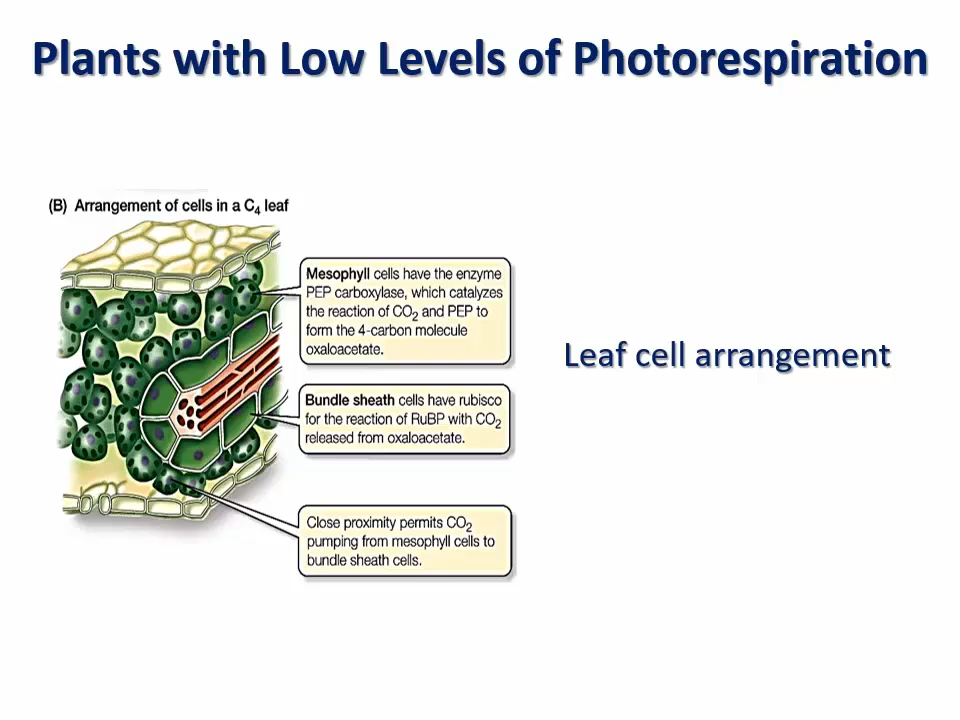 Plants with Low Levels of Photorespiration
(B) Arrangement of cells in a C4 leaf
Mesophyll cells have the enzyme
PEP carboxylase, which catalyzes
the reaction of CO2 and PEP to
form the 4-carbon molecule
oxaloacetate.
Bundle sheath cells have rubisco
for the reaction of RuBP with CO2
released from oxaloacetate.
Close proximity permits CO2
pumping from mesophyll cells to
bundle sheath cells.
Leaf cell arrangement